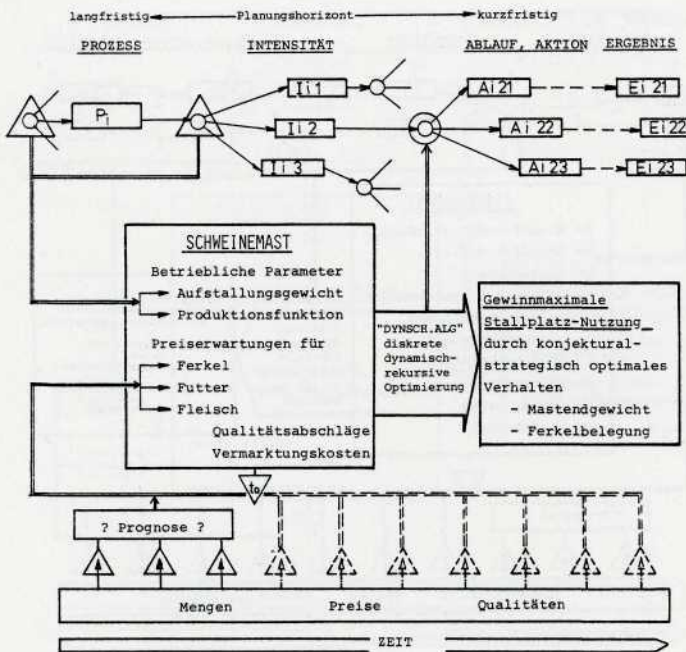 langfristig Planungshorizont kurzfristig
PROZESS INTENSITÄT ABLAUF, AKTION ERGEBNIS
Ii1 Ai21 Ei21
Pi Ii2 Ai22 Ei22
Ii3 Ai23 Ei23
SCHWEINEMAST
Betriebliche Parameter
Aufstallungsgewicht
Produktionsfunktion
Preiserwartungen für
Ferkel
Futter
Fleisch
Qualitätsabschläge
Vermarktungskosten
"DYNSCH.ALG"
diskrete
dynamisch-
rekursive
Optimierung
Gewinnmaximale
Stallplatz-Nutzung
durch konjektural-
strategisch optimales
Verhalten
- Mastendgewicht
- Ferkelbelegung
to
? Prognose ?
Mengen Preise Qualitäten
ZEIT